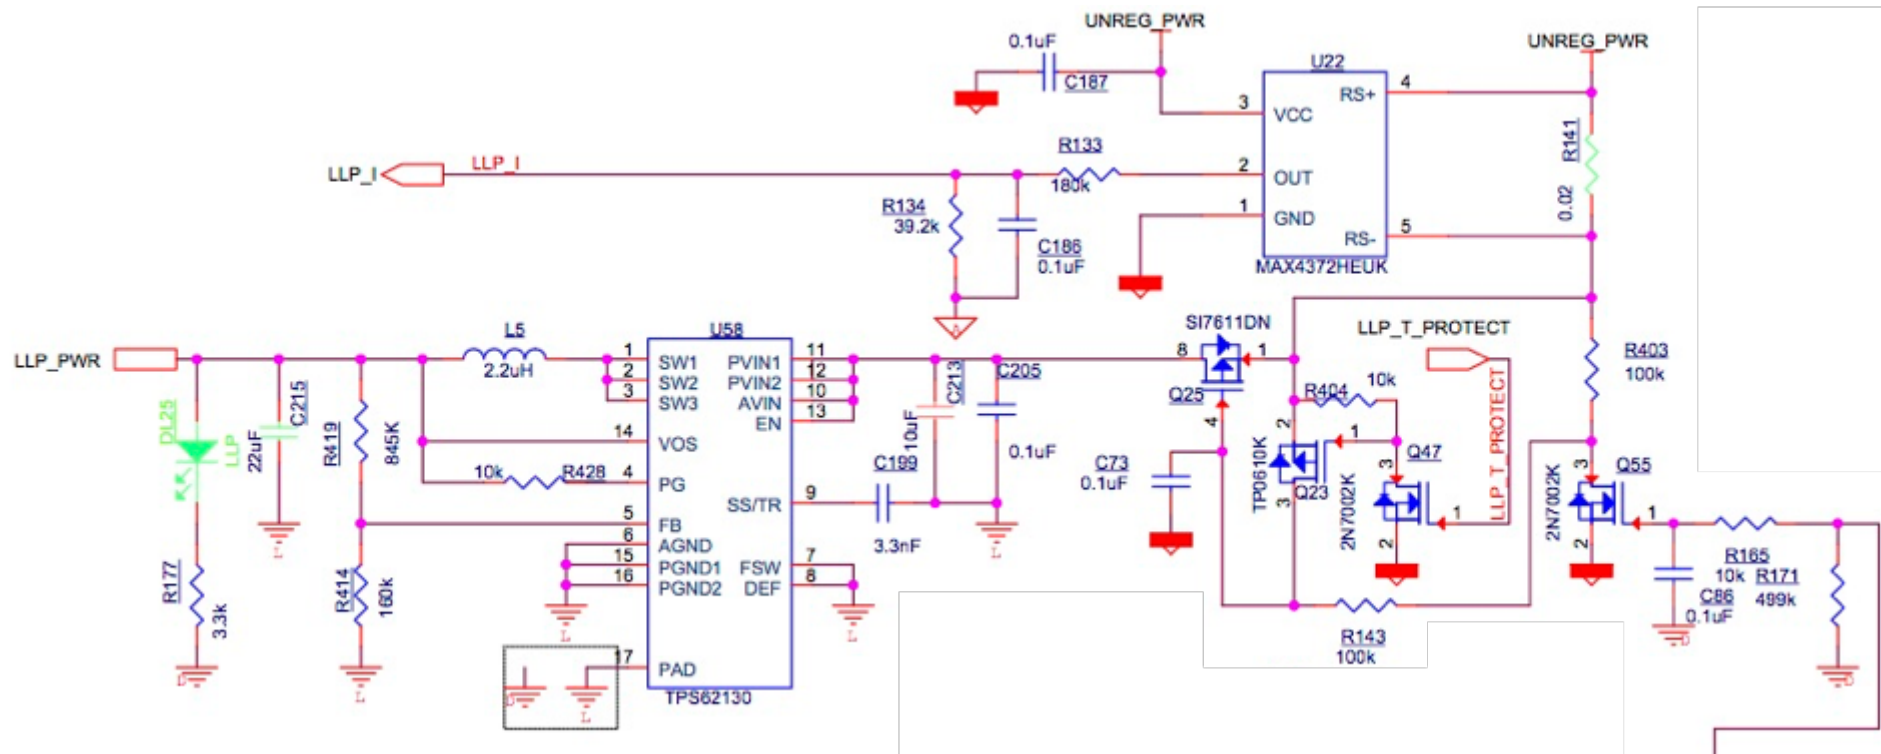 UNREG_PWR
0.1uF
C187
UNREG_PWR
U22
4
RS+
3
VCC
R141
0.02
R133
180k
2
OUT
LLP_I
LLP_I
R134
39.2k
1
GND
C186
0.1uF
5
RS-
MAX4372HEUK
A
SI7611DN
LLP_T_PROTECT
L5
2.2uH
U58
LLP_PWR
1
SW1
PVIN1
11
2
SW2
PVIN2
12
3
SW3
AVIN
10
EN
13
8
1
Q25
4
R404
10k
R403
100k
LLP_T_PROTECT
DL25
LLP
C215
22uF
R419
845K
14
VOS
10k
R428
4
PG
C213
10uF
C205
0.1uF
C199
3.3nF
SS/TR
9
C73
0.1uF
2
1
TP0610K
Q23
3
Q47
3
2N7002K
1
2
Q55
3
2N7002K
1
2
5
FB
6
AGND
15
PGND1
FSW
7
16
PGND2
DEF
8
L
L
L
L
R177
3.3k
R414
160k
R165
10k
R171
499k
C86
0.1uF
D
D
R143
100k
17
PAD
TPS62130
D
L
D
L